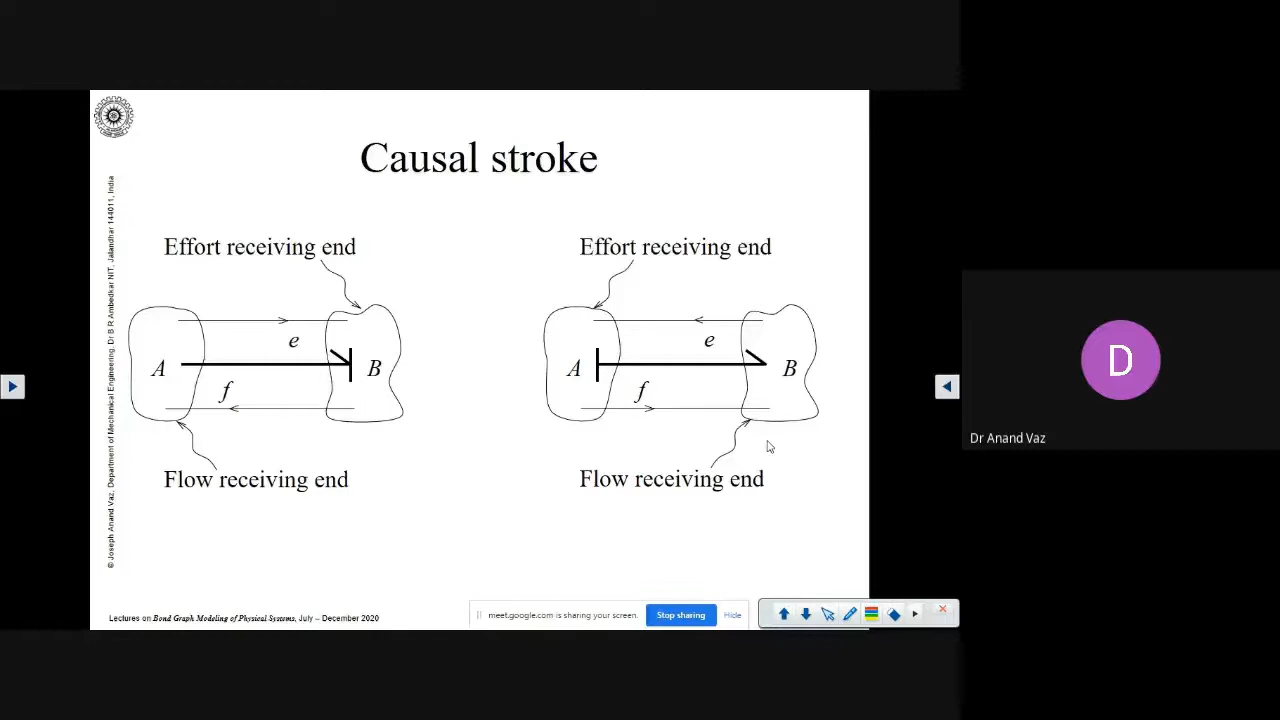 Causal stroke
Effort receiving end
Effort receiving end
e
e
A
B
A
B
f
f
Flow receiving end
Flow receiving end
© Joseph Anand Vaz, Department of Mechanical Engineering, Dr B R Ambedkar NIT, Jalandhar 144011, India
Lectures on Bond Graph Modeling of Physical Systems, July – December 2020
meet.google.com is sharing your screen.
Stop sharing
Hide
D
Dr Anand Vaz